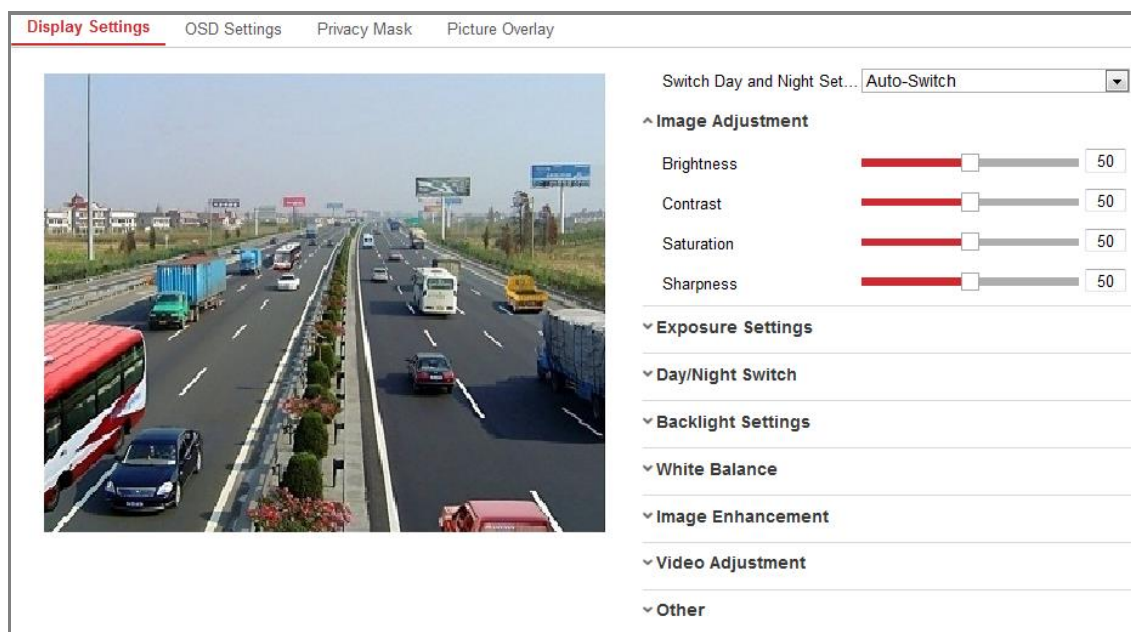 Display Settings OSD Settings Privacy Mask Picture Overlay
Switch Day and Night Set... Auto-Switch
Image Adjustment
Brightness 50
Contrast 50
Saturation 50
Sharpness 50
Exposure Settings
Day/Night Switch
Backlight Settings
White Balance
Image Enhancement
Video Adjustment
Other